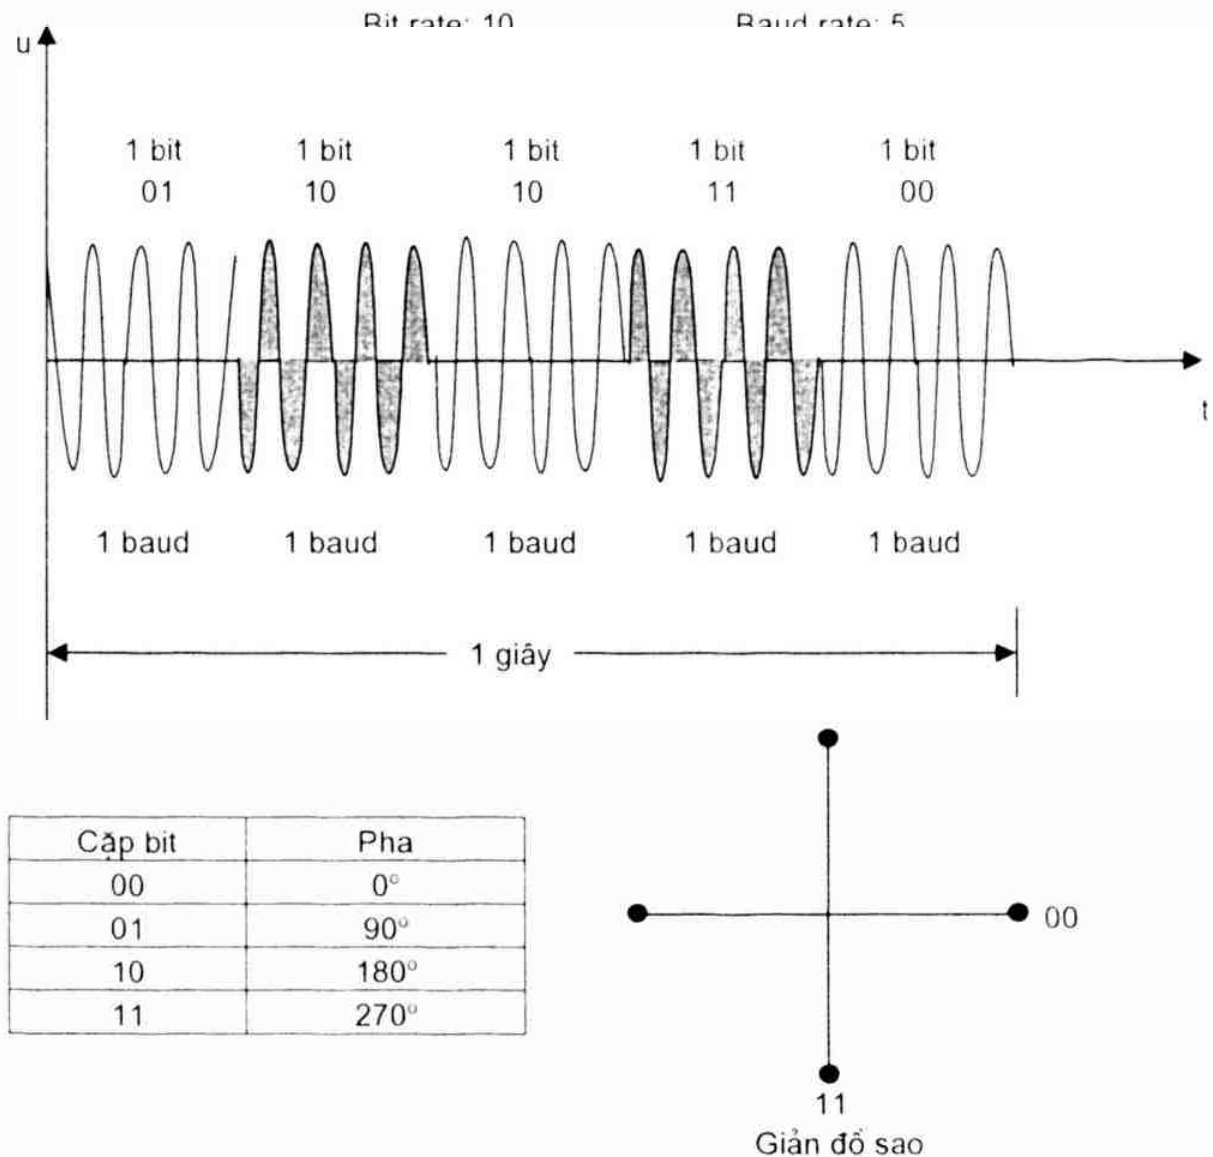 Bit rate: 10 Baud rate: 5
u
1 bit 1 bit 1 bit 1 bit 1 bit
01 10 10 11 00
t
1 baud 1 baud 1 baud 1 baud 1 baud
1 giây
Cặp bit Pha
00 0°
01 90°
10 180°
11 270°
00
11
Giản đồ sao